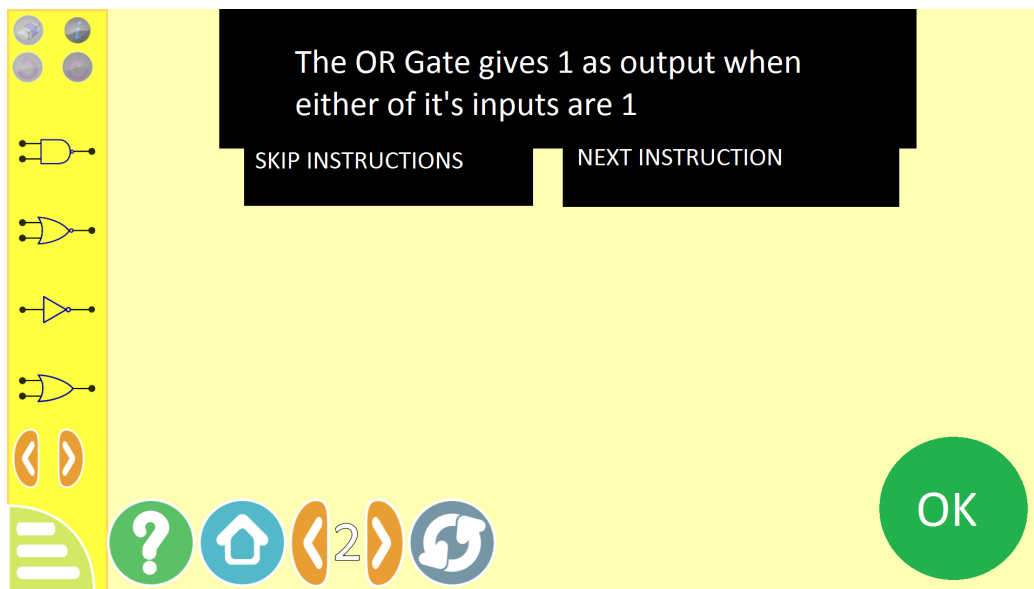 The OR Gate gives 1 as output when
either of it's inputs are 1
SKIP INSTRUCTIONS
NEXT INSTRUCTION
OK
?
2